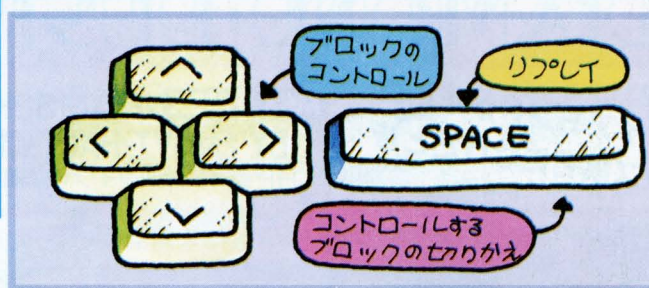 ブロックの
コントロール
リプレイ
SPACE
コントロールする
ブロックの切りかえ